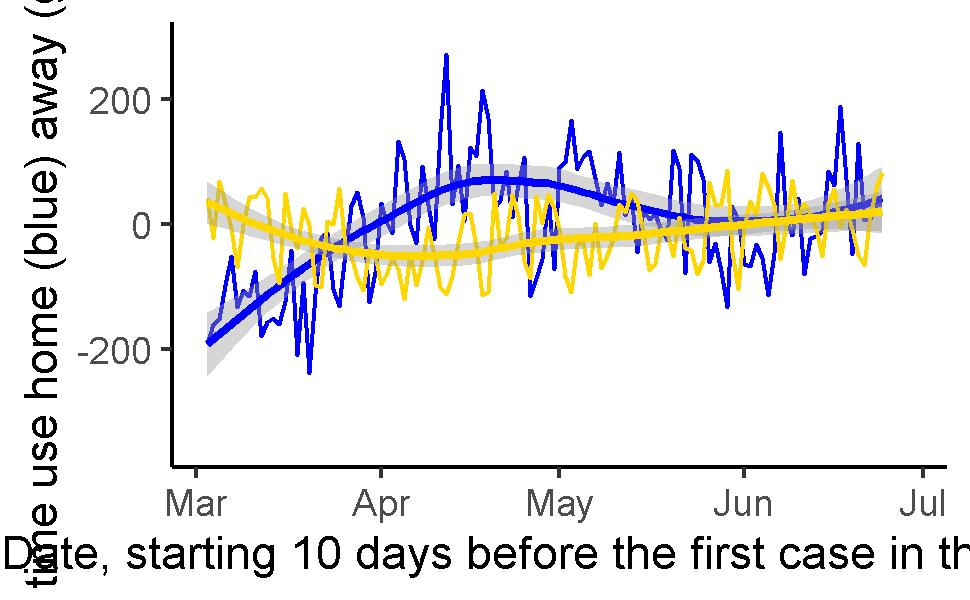 time use home (blue) away (
200
0
-200
Mar Apr May Jun Jul
Date, starting 10 days before the first case in th